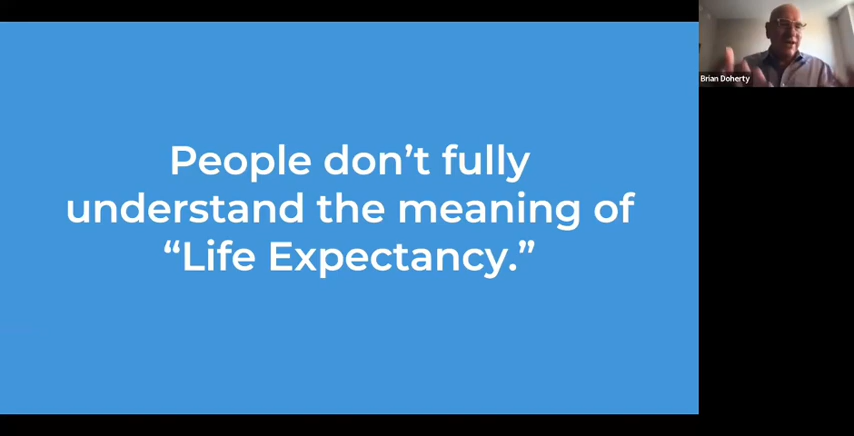 People don’t fully
understand the meaning of
“Life Expectancy.”
Brian Doherty